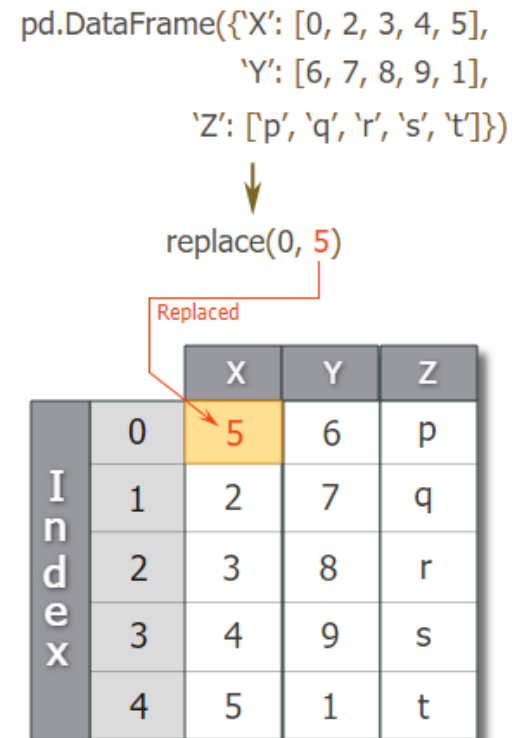 pd.DataFrame({‘X’: [0, 2, 3, 4, 5],
‘Y’: [6, 7, 8, 9, 1],
‘Z’: [‘p’, ‘q’, ‘r’, ‘s’, ‘t’]})
replace(0, 5)
Replaced
X Y Z
Index
0 5 6 p
1 2 7 q
2 3 8 r
3 4 9 s
4 5 1 t